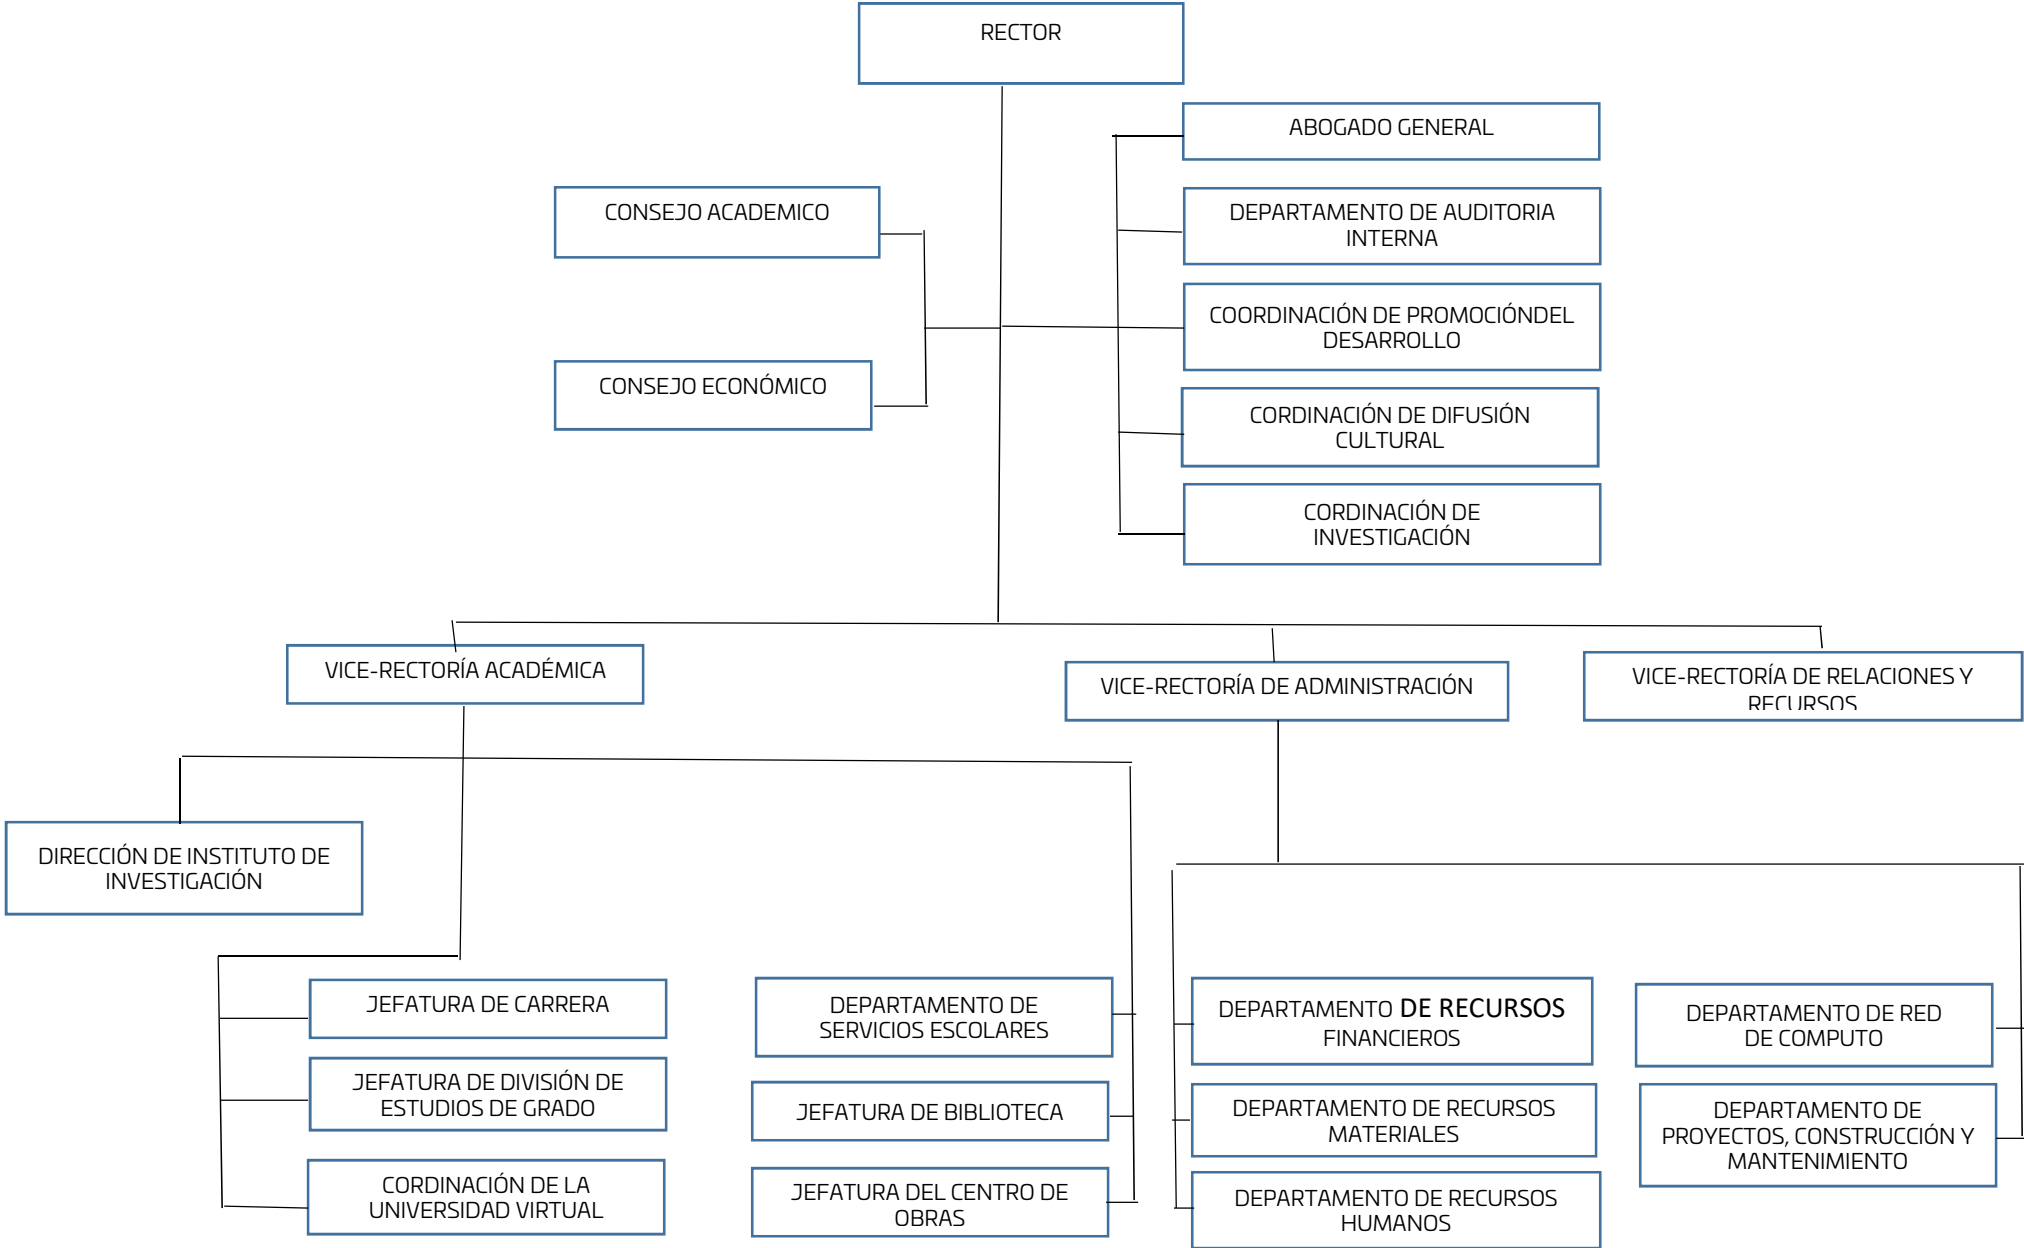 RECTOR
ABOGADO GENERAL
CONSEJO ACADEMICO
DEPARTAMENTO DE AUDITORIA
INTERNA
COORDINACIÓN DE PROMOCIÓNDEL
DESARROLLO
CONSEJO ECONÓMICO
CORDINACIÓN DE DIFUSIÓN
CULTURAL
CORDINACIÓN DE
INVESTIGACIÓN
VICE-RECTORÍA ACADÉMICA
VICE-RECTORÍA DE ADMINISTRACIÓN
VICE-RECTORÍA DE RELACIONES Y
RECURSOS
DIRECCIÓN DE INSTITUTO DE
INVESTIGACIÓN
JEFATURA DE CARRERA
JEFATURA DE DIVISIÓN DE
ESTUDIOS DE GRADO
CORDINACIÓN DE LA
UNIVERSIDAD VIRTUAL
DEPARTAMENTO DE
SERVICIOS ESCOLARES
JEFATURA DE BIBLIOTECA
JEFATURA DEL CENTRO DE
OBRAS
DEPARTAMENTO DE RECURSOS
FINANCIEROS
DEPARTAMENTO DE RECURSOS
MATERIALES
DEPARTAMENTO DE RECURSOS
HUMANOS
DEPARTAMENTO DE RED
DE COMPUTO
DEPARTAMENTO DE
PROYECTOS, CONSTRUCCIÓN Y
MANTENIMIENTO